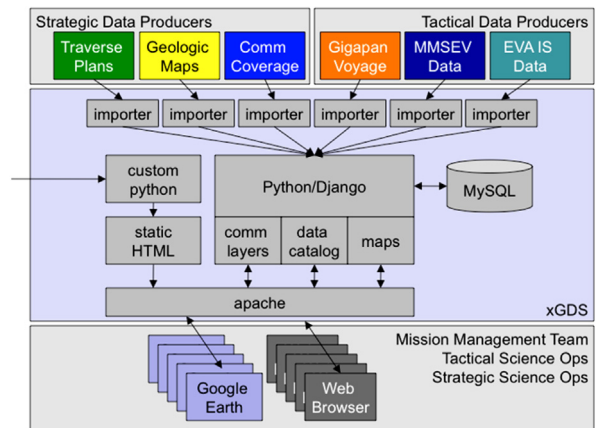 Strategic Data Producers
Tactical Data Producers
Traverse
Plans
Geologic
Maps
Comm
Coverage
Gigapan
Voyage
MMSEV
Data
EVA IS
Data
importer
importer
importer
importer
importer
importer
custom
python
Python/Django
MySQL
static
HTML
comm
layers
data
catalog
maps
apache
xGDS
Mission Management Team
Tactical Science Ops
Strategic Science Ops
Google
Earth
Web
Browser